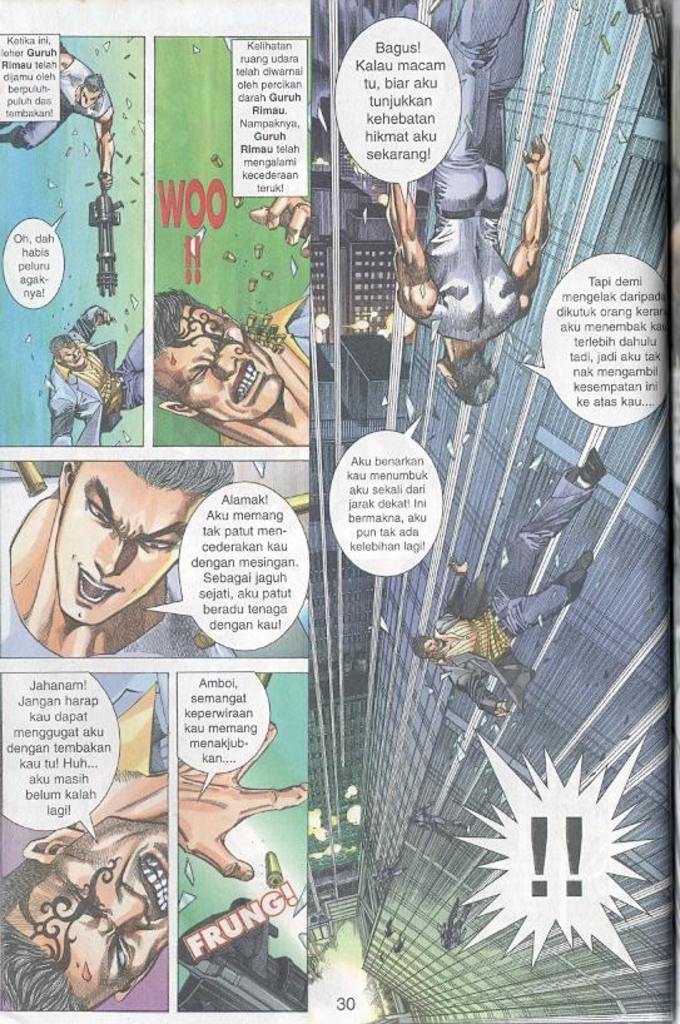 Ketika ini,
leher Guruh
Rimau telah
dijamu oleh
berpuluh-
puluh das
tembakan!
Oh, dah
habis
peluru
agak-
nya!
Kelihatan
ruang udara
telah diwarnai
oleh percikan
darah Guruh
Rimau.
Nampaknya,
Guruh
Rimau telah
mengalami
kecederaan
teruk!
WOO
!!
Alamak!
Aku memang
tak patut men-
cederakan kau
dengan mesingan.
Sebagai jaguh
sejati, aku patut
beradu tenaga
dengan kau!
Jahanam!
Jangan harap
kau dapat
menggugat aku
dengan tembakan
kau tu! Huh...
aku masih
belum kalah
lagi!
Amboi,
semangat
keperwiraan
kau memang
menakjub-
kan....
FRUNG!
Bagus!
Kalau macam
tu, biar aku
tunjukkan
kehebatan
hikmat aku
sekarang!
Tapi demi
mengelak daripada
dikutuk orang kerana
aku menembak kau
terlebih dahulu
tadi, jadi aku tak
nak mengambil
kesempatan ini
ke atas kau....
Aku benarkan
kau menumbuk
aku sekali dari
jarak dekat! Ini
bermakna, aku
pun tak ada
kelebihan lagi!
!!
30